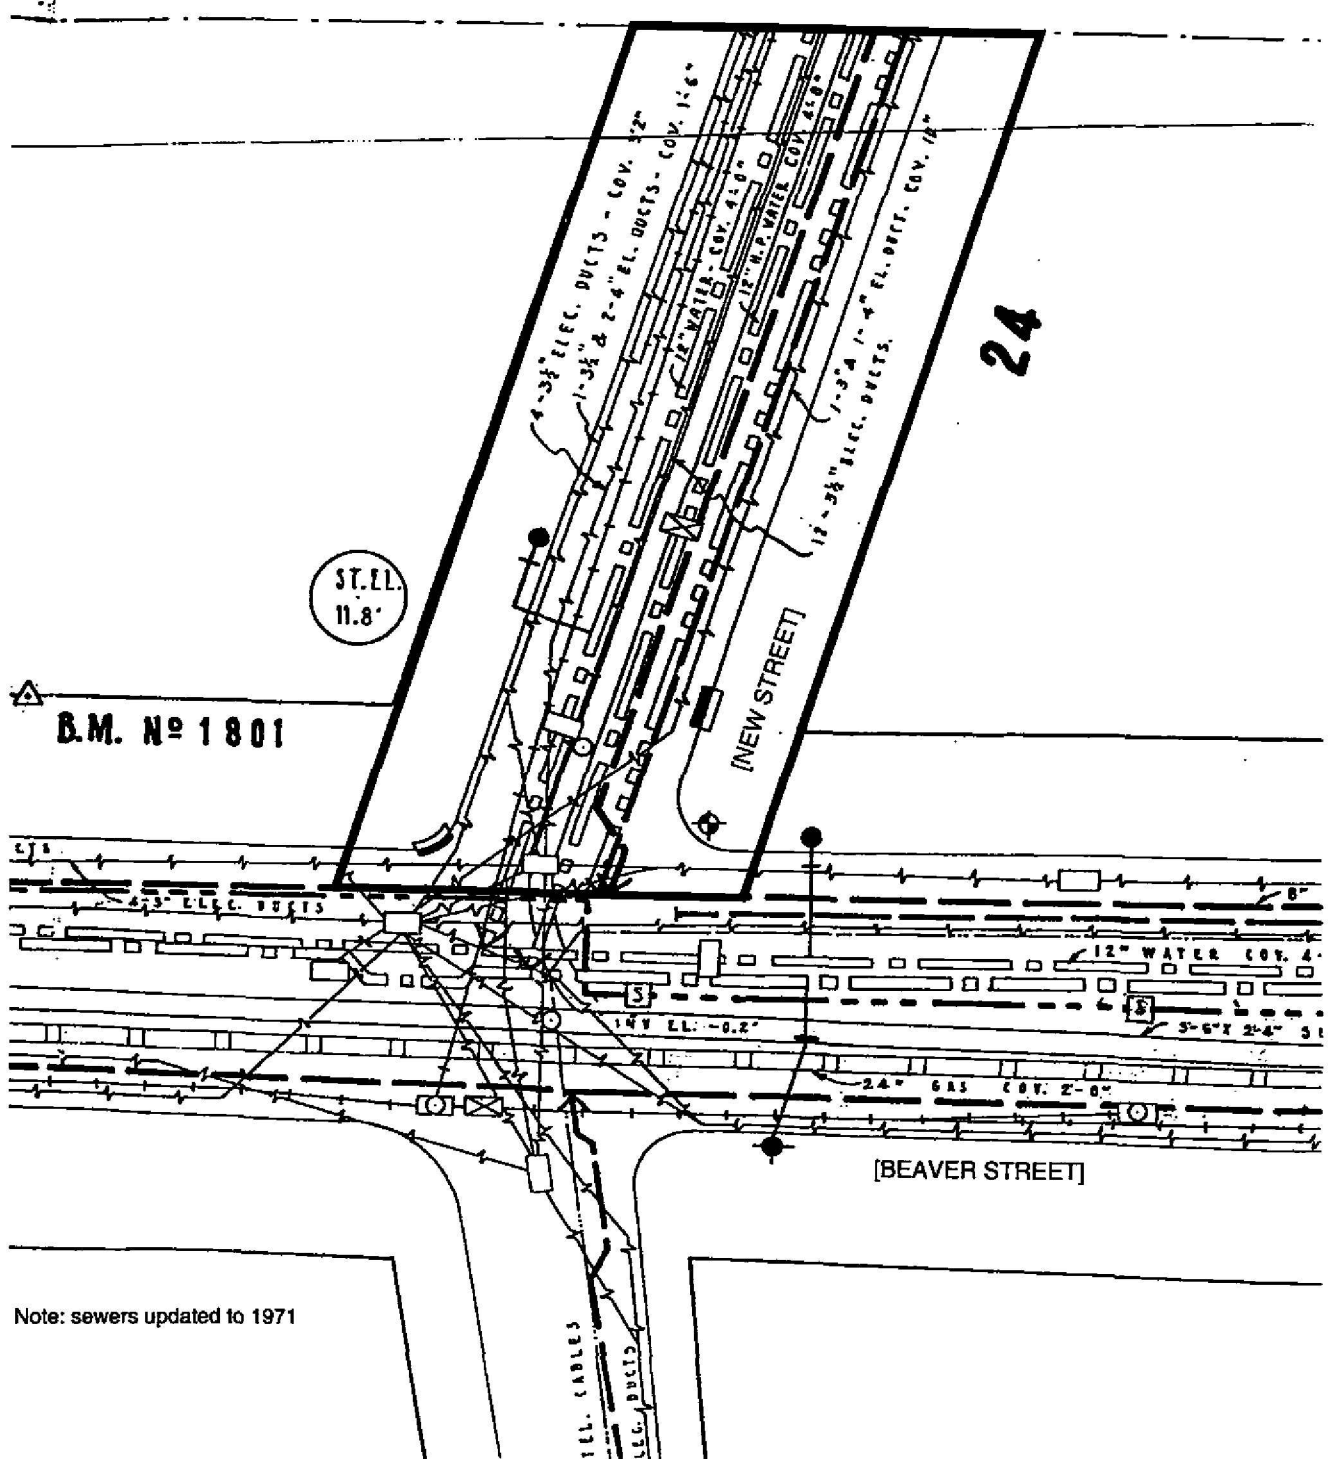 4-3½" ELEC. DUCTS - COV. 3'2"
1-3½" & 2-4" EL. DUCTS - COV. 1'-6"
12" WATER - COV. 4'-0"
12" H.P. WATER COV. 4'-0"
1-3" & 1-4" EL. DUCT. COV. 12"
12-3½" ELEC. DUCTS.
24
ST. EL.
11.8'
[NEW STREET]
B.M. Nº 1801
CTS
4-3" ELEC. DUCTS
8"
12" WATER COV. 4-
S
S
INV EL: -0.2'
24" GAS COV. 2'-0"
[BEAVER STREET]
Note: sewers updated to 1971
TEL. CABLES
LEC. DUCTS